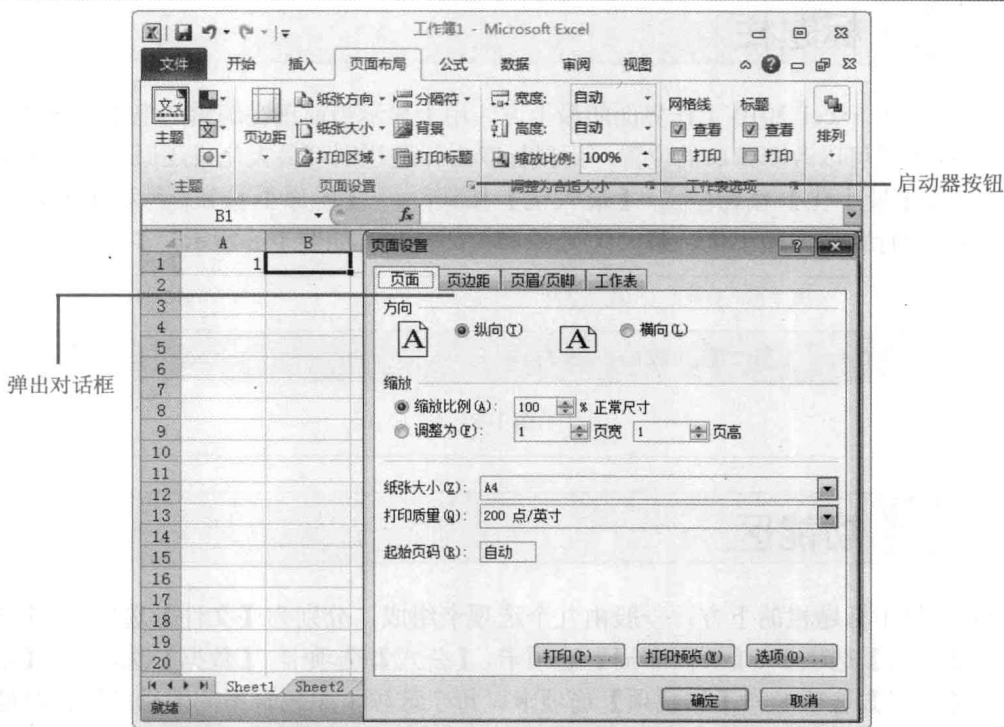 工作簿1 - Microsoft Excel
文件 开始 插入 页面布局 公式 数据 审阅 视图
主题 文 页边距 纸张方向 纸张大小 打印区域 分隔符 背景 打印标题 宽度: 自动 高度: 自动 缩放比例: 100% 网格线 查看 打印 标题 查看 打印 排列
主题 页面设置 调整为合适大小 工作表选项
启动器按钮
B1 fx
A B
1 1
2
3
4
5
6
7
8
9
10
11
12
13
14
15
16
17
18
19
20
弹出对话框
页面设置
页面 页边距 页眉/页脚 工作表
方向
A 纵向(T) A 横向(L)
缩放
缩放比例(A): 100 % 正常尺寸
调整为(F): 1 页宽 1 页高
纸张大小(Z): A4
打印质量(Q): 200 点/英寸
起始页码(R): 自动
打印(P)... 打印预览(W) 选项(O)...
确定 取消
Sheet1 Sheet2
就绪